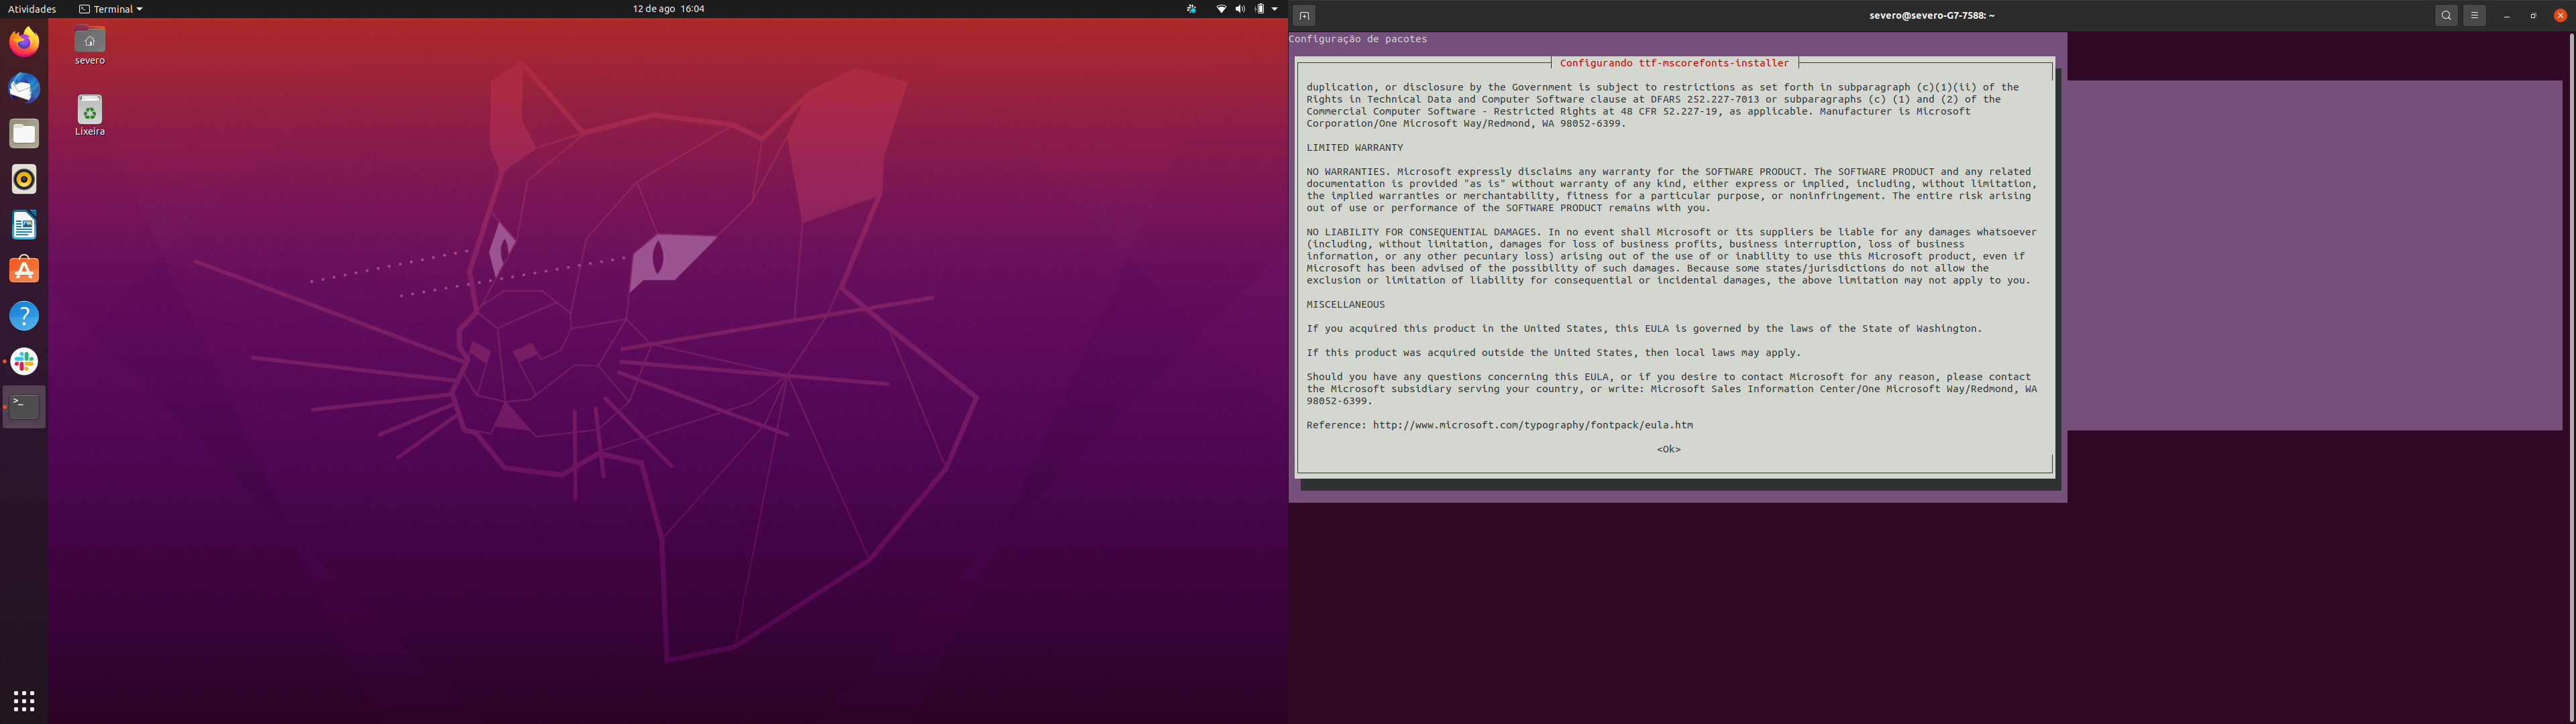 Atividades
Terminal
12 de ago 16:04
severo
Lixeira
severo@severo-G7-7588: ~
Configuração de pacotes
Configurando ttf-mscorefonts-installer
duplication, or disclosure by the Government is subject to restrictions as set forth in subparagraph (c)(1)(ii) of the
Rights in Technical Data and Computer Software clause at DFARS 252.227-7013 or subparagraphs (c) (1) and (2) of the
Commercial Computer Software - Restricted Rights at 48 CFR 52.227-19, as applicable. Manufacturer is Microsoft
Corporation/One Microsoft Way/Redmond, WA 98052-6399.
LIMITED WARRANTY
NO WARRANTIES. Microsoft expressly disclaims any warranty for the SOFTWARE PRODUCT. The SOFTWARE PRODUCT and any related
documentation is provided "as is" without warranty of any kind, either express or implied, including, without limitation,
the implied warranties or merchantability, fitness for a particular purpose, or noninfringement. The entire risk arising
out of use or performance of the SOFTWARE PRODUCT remains with you.
NO LIABILITY FOR CONSEQUENTIAL DAMAGES. In no event shall Microsoft or its suppliers be liable for any damages whatsoever
(including, without limitation, damages for loss of business profits, business interruption, loss of business
information, or any other pecuniary loss) arising out of the use of or inability to use this Microsoft product, even if
Microsoft has been advised of the possibility of such damages. Because some states/jurisdictions do not allow the
exclusion or limitation of liability for consequential or incidental damages, the above limitation may not apply to you.
MISCELLANEOUS
If you acquired this product in the United States, this EULA is governed by the laws of the State of Washington.
If this product was acquired outside the United States, then local laws may apply.
Should you have any questions concerning this EULA, or if you desire to contact Microsoft for any reason, please contact
the Microsoft subsidiary serving your country, or write: Microsoft Sales Information Center/One Microsoft Way/Redmond, WA
98052-6399.
Reference: http://www.microsoft.com/typography/fontpack/eula.htm
<Ok>